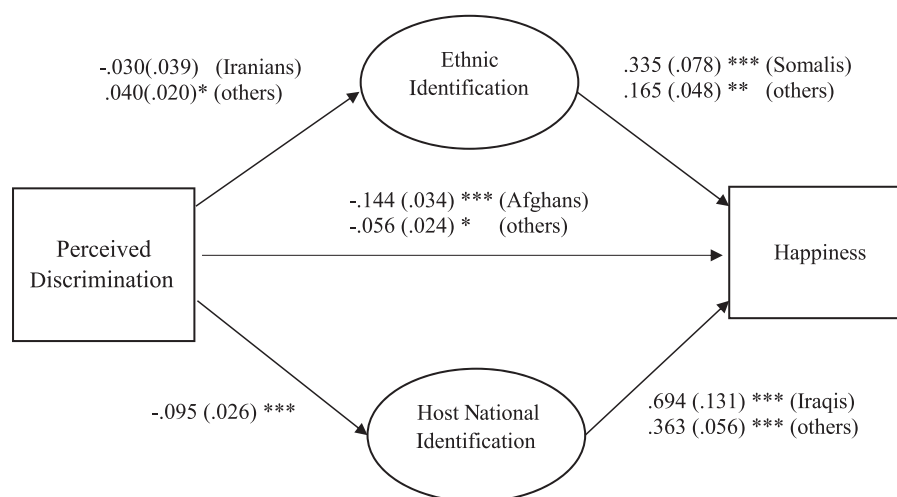 -.030(.039) (Iranians)
.040(.020)* (others)
Ethnic
Identification
.335 (.078) *** (Somalis)
.165 (.048) ** (others)
Perceived
Discrimination
-.144 (.034) *** (Afghans)
-.056 (.024) * (others)
Happiness
-.095 (.026) ***
Host National
Identification
.694 (.131) *** (Iraqis)
.363 (.056) *** (others)